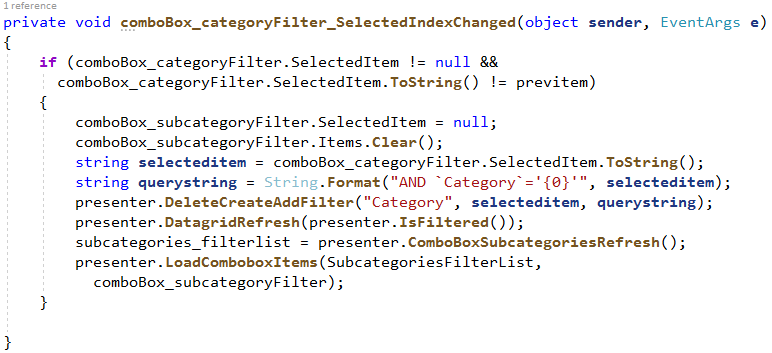 1 reference
private void comboBox_categoryFilter_SelectedIndexChanged(object sender, EventArgs e)
{
if (comboBox_categoryFilter.SelectedItem != null &&
comboBox_categoryFilter.SelectedItem.ToString() != previtem)
{
comboBox_subcategoryFilter.SelectedItem = null;
comboBox_subcategoryFilter.Items.Clear();
string selecteditem = comboBox_categoryFilter.SelectedItem.ToString();
string querystring = String.Format("AND `Category`='{0}'", selecteditem);
presenter.DeleteCreateAddFilter("Category", selecteditem, querystring);
presenter.DatagridRefresh(presenter.IsFiltered());
subcategories_filterlist = presenter.ComboBoxSubcategoriesRefresh();
presenter.LoadComboboxItems(SubcategoriesFilterList,
comboBox_subcategoryFilter);
}
}